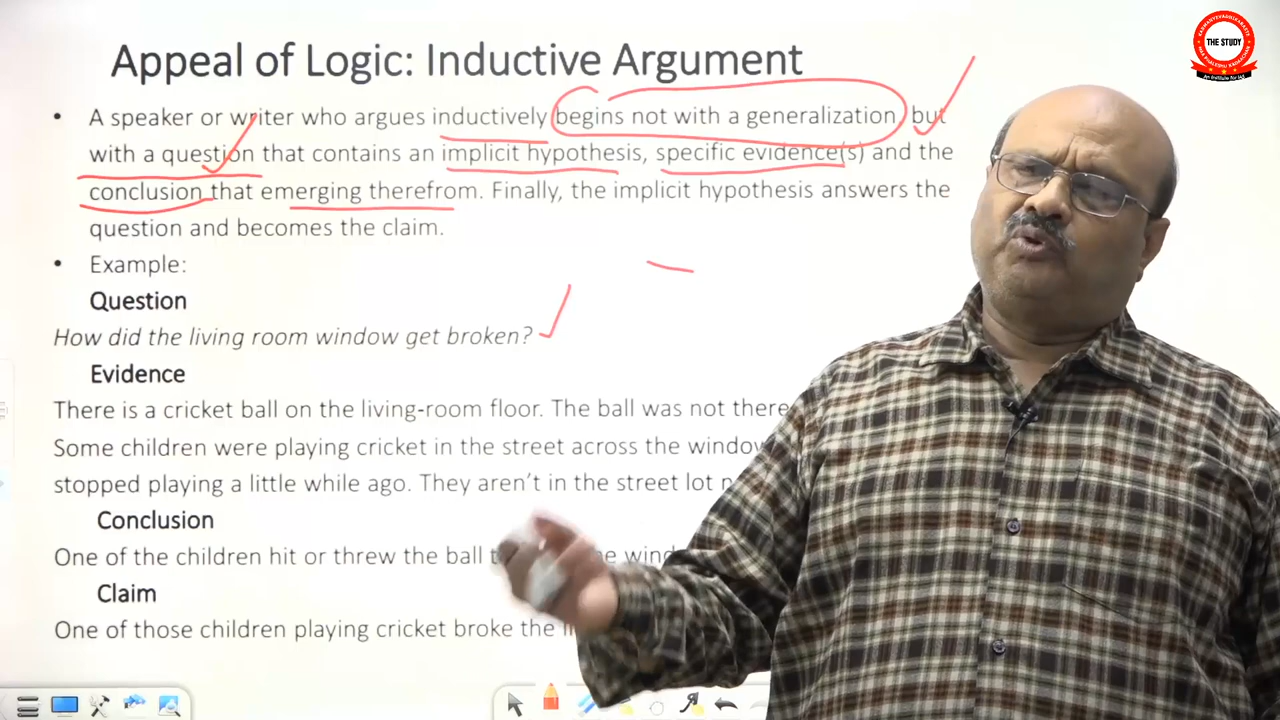 Appeal of Logic: Inductive Argument
THE STUDY
An Institute for IAS
• A speaker or writer who argues inductively begins not with a generalization but
with a question that contains an implicit hypothesis, specific evidence(s) and the
conclusion that emerging therefrom. Finally, the implicit hypothesis answers the
question and becomes the claim.
• Example:
Question
How did the living room window get broken?
Evidence
There is a cricket ball on the living-room floor. The ball was not there
Some children were playing cricket in the street across the window
stopped playing a little while ago. They aren't in the street lot
Conclusion
One of the children hit or threw the ball
Claim
One of those children playing cricket broke the